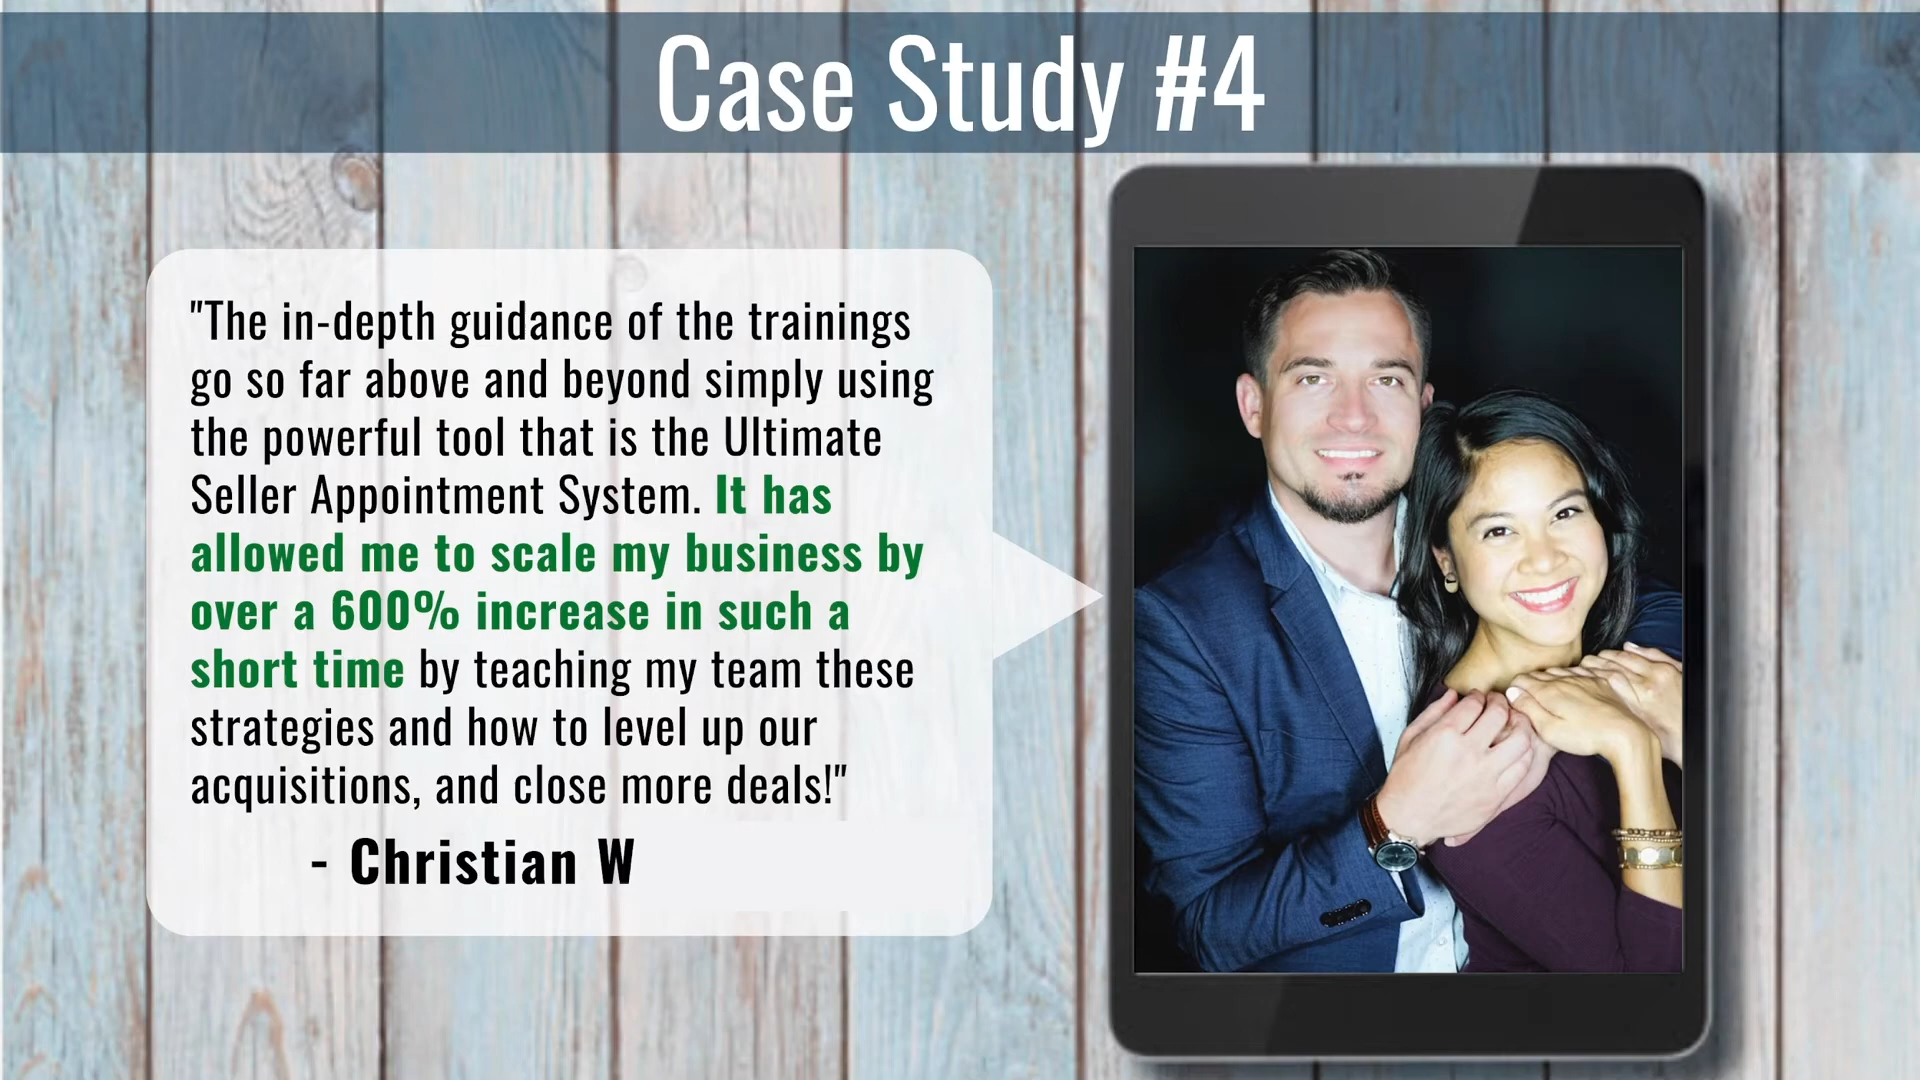 Case Study #4
"The in-depth guidance of the trainings
go so far above and beyond simply using
the powerful tool that is the Ultimate
Seller Appointment System. It has
allowed me to scale my business by
over a 600% increase in such a
short time by teaching my team these
strategies and how to level up our
acquisitions, and close more deals!"
- Christian W